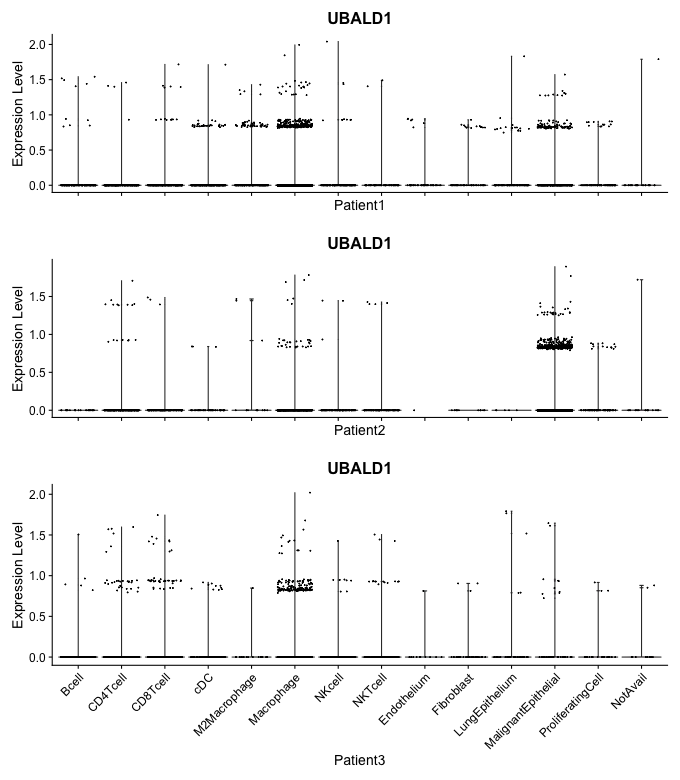 UBALD1
Expression Level
2.0
1.5
1.0
0.5
0.0
Patient1
UBALD1
Expression Level
1.5
1.0
0.5
0.0
Patient2
UBALD1
Expression Level
2.0
1.5
1.0
0.5
0.0
Bcell
CD4Tcell
CD8Tcell
cDC
M2Macrophage
Macrophage
NKcell
NKTcell
Endothelium
Fibroblast
LungEpithelium
MalignantEpithelial
ProliferatingCell
NotAvail
Patient3